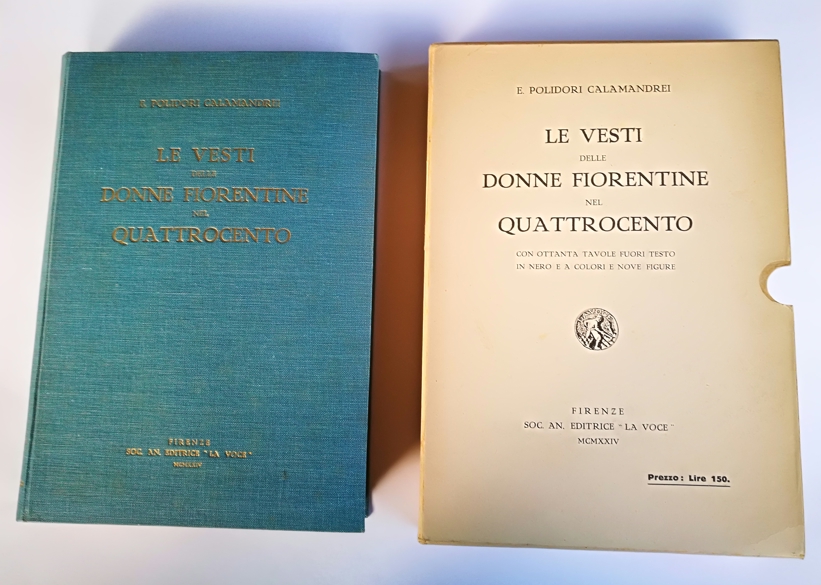 E. POLIDORI CALAMANDREI
LE VESTI
DELLE
DONNE FIORENTINE
NEL
QUATTROCENTO
FIRENZE
SOC. AN. EDITRICE "LA VOCE"
MCMXXIV
E. POLIDORI CALAMANDREI
LE VESTI
DELLE
DONNE FIORENTINE
NEL
QUATTROCENTO
CON OTTANTA TAVOLE FUORI TESTO
IN NERO E A COLORI E NOVE FIGURE
FIRENZE
SOC. AN. EDITRICE "LA VOCE"
MCMXXIV
Prezzo: Lire 150.